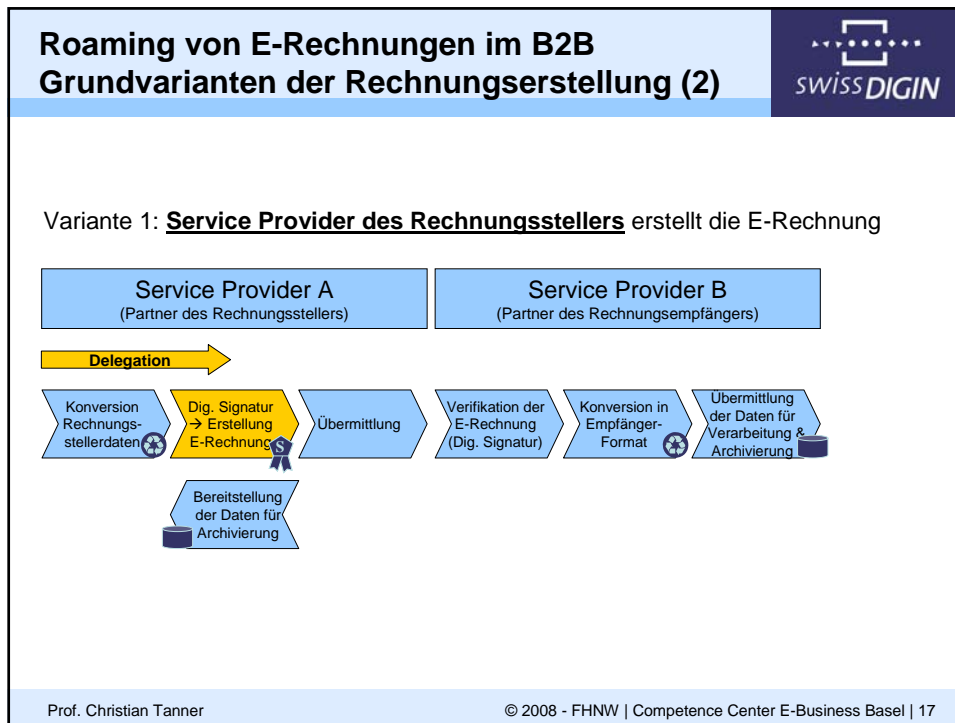 Roaming von E-Rechnungen im B2B
Grundvarianten der Rechnungserstellung (2)
swissDIGIN
Variante 1: Service Provider des Rechnungsstellers erstellt die E-Rechnung
Service Provider A
(Partner des Rechnungsstellers)
Service Provider B
(Partner des Rechnungsempfängers)
Delegation
Konversion
Rechnungs-
stellerdaten
Dig. Signatur
→ Erstellung
E-Rechnung
S
Übermittlung
Verifikation der
E-Rechnung
(Dig. Signatur)
Konversion in
Empfänger-
Format
Übermittlung
der Daten für
Verarbeitung &
Archivierung
Bereitstellung
der Daten für
Archivierung
Prof. Christian Tanner
© 2008 - FHNW | Competence Center E-Business Basel | 17